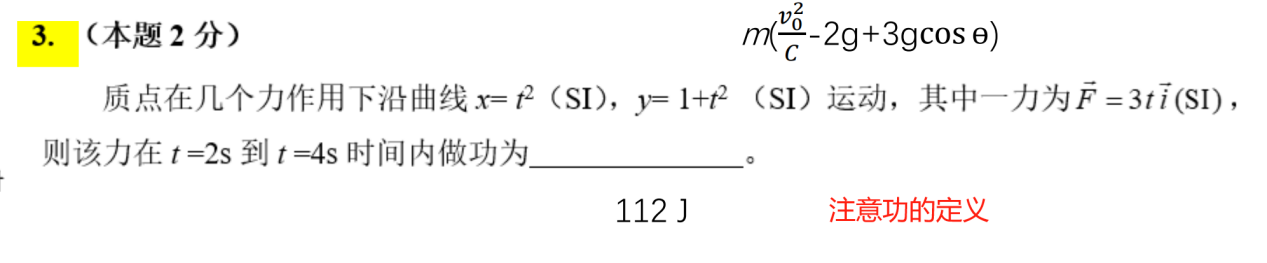 3. (本题 2 分) m(v₀²/C-2g+3gcos θ)
质点在几个力作用下沿曲线 x= t²（SI），y= 1+t² （SI）运动，其中一力为 F⃗ = 3t i⃗ (SI)，
则该力在 t =2s 到 t =4s 时间内做功为____________。
112 J 注意功的定义